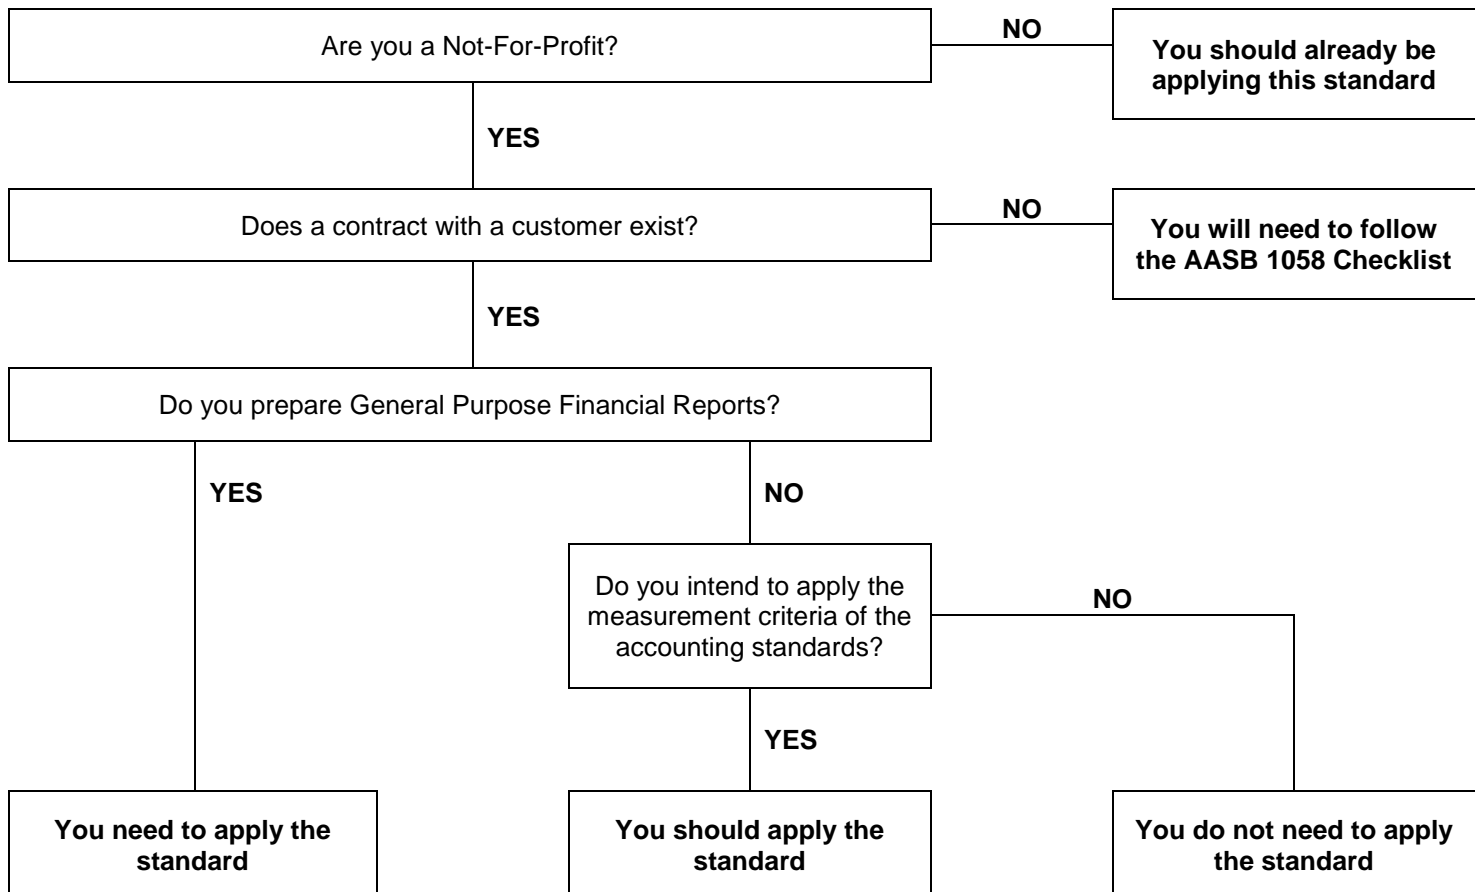 Are you a Not-For-Profit?
NO
You should already be
applying this standard
YES
Does a contract with a customer exist?
NO
You will need to follow
the AASB 1058 Checklist
YES
Do you prepare General Purpose Financial Reports?
YES
NO
Do you intend to apply the
measurement criteria of the
accounting standards?
NO
YES
You need to apply the
standard
You should apply the
standard
You do not need to apply
the standard